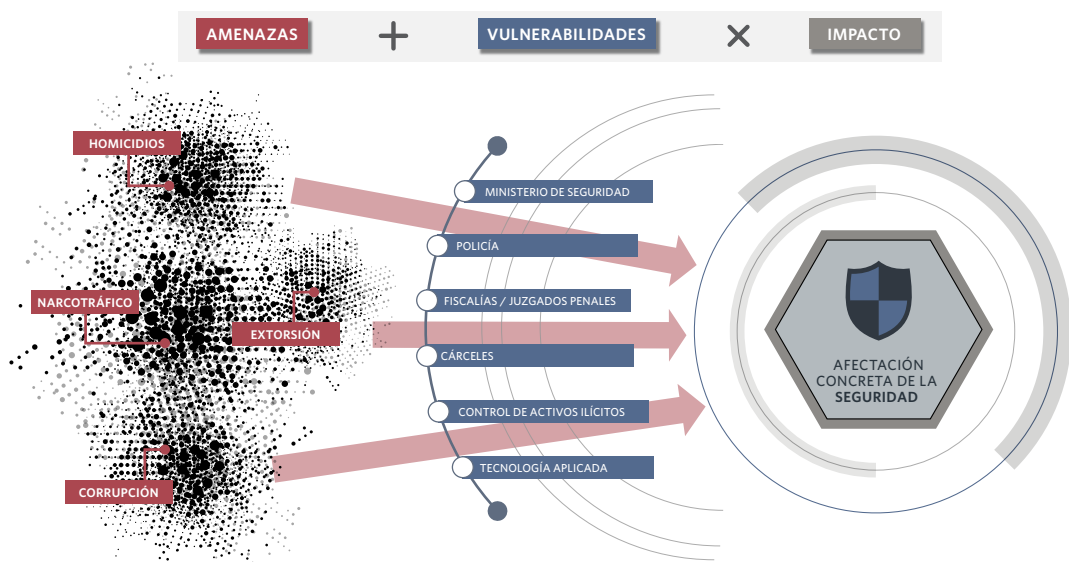 AMENAZAS + VULNERABILIDADES × IMPACTO
HOMICIDIOS
NARCOTRÁFICO
EXTORSIÓN
CORRUPCIÓN
MINISTERIO DE SEGURIDAD
POLICÍA
FISCALÍAS / JUZGADOS PENALES
CÁRCELES
CONTROL DE ACTIVOS ILÍCITOS
TECNOLOGÍA APLICADA
AFECTACIÓN
CONCRETA DE LA
SEGURIDAD